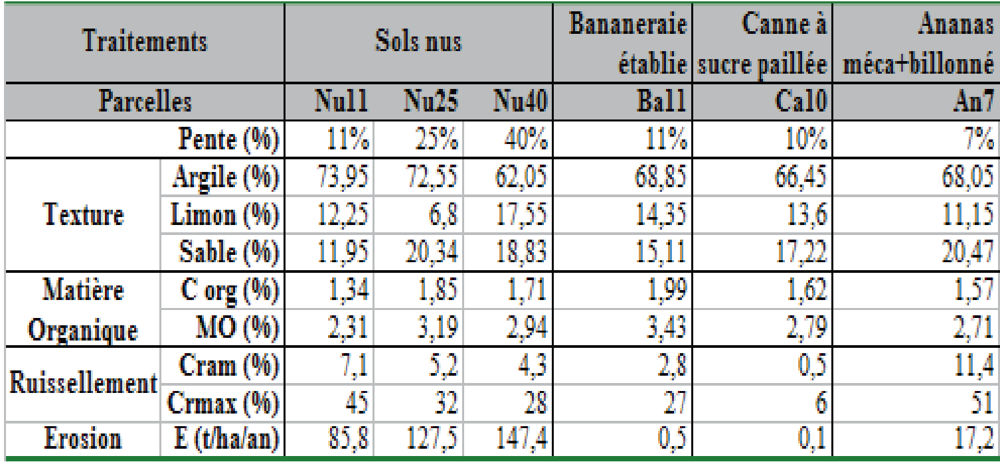 Traitements Sols nus Bananeraie établie Canne à sucre paillée Ananas méca+billonné
Parcelles Nu11 Nu25 Nu40 Ba11 Ca10 An7
Pente (%) 11% 25% 40% 11% 10% 7%
Texture Argile (%) 73,95 72,55 62,05 68,85 66,45 68,05
Limon (%) 12,25 6,8 17,55 14,35 13,6 11,15
Sable (%) 11,95 20,34 18,83 15,11 17,22 20,47
Matière Organique C org (%) 1,34 1,85 1,71 1,99 1,62 1,57
MO (%) 2,31 3,19 2,94 3,43 2,79 2,71
Ruissellement Cram (%) 7,1 5,2 4,3 2,8 0,5 11,4
Crmax (%) 45 32 28 27 6 51
Erosion E (t/ha/an) 85,8 127,5 147,4 0,5 0,1 17,2